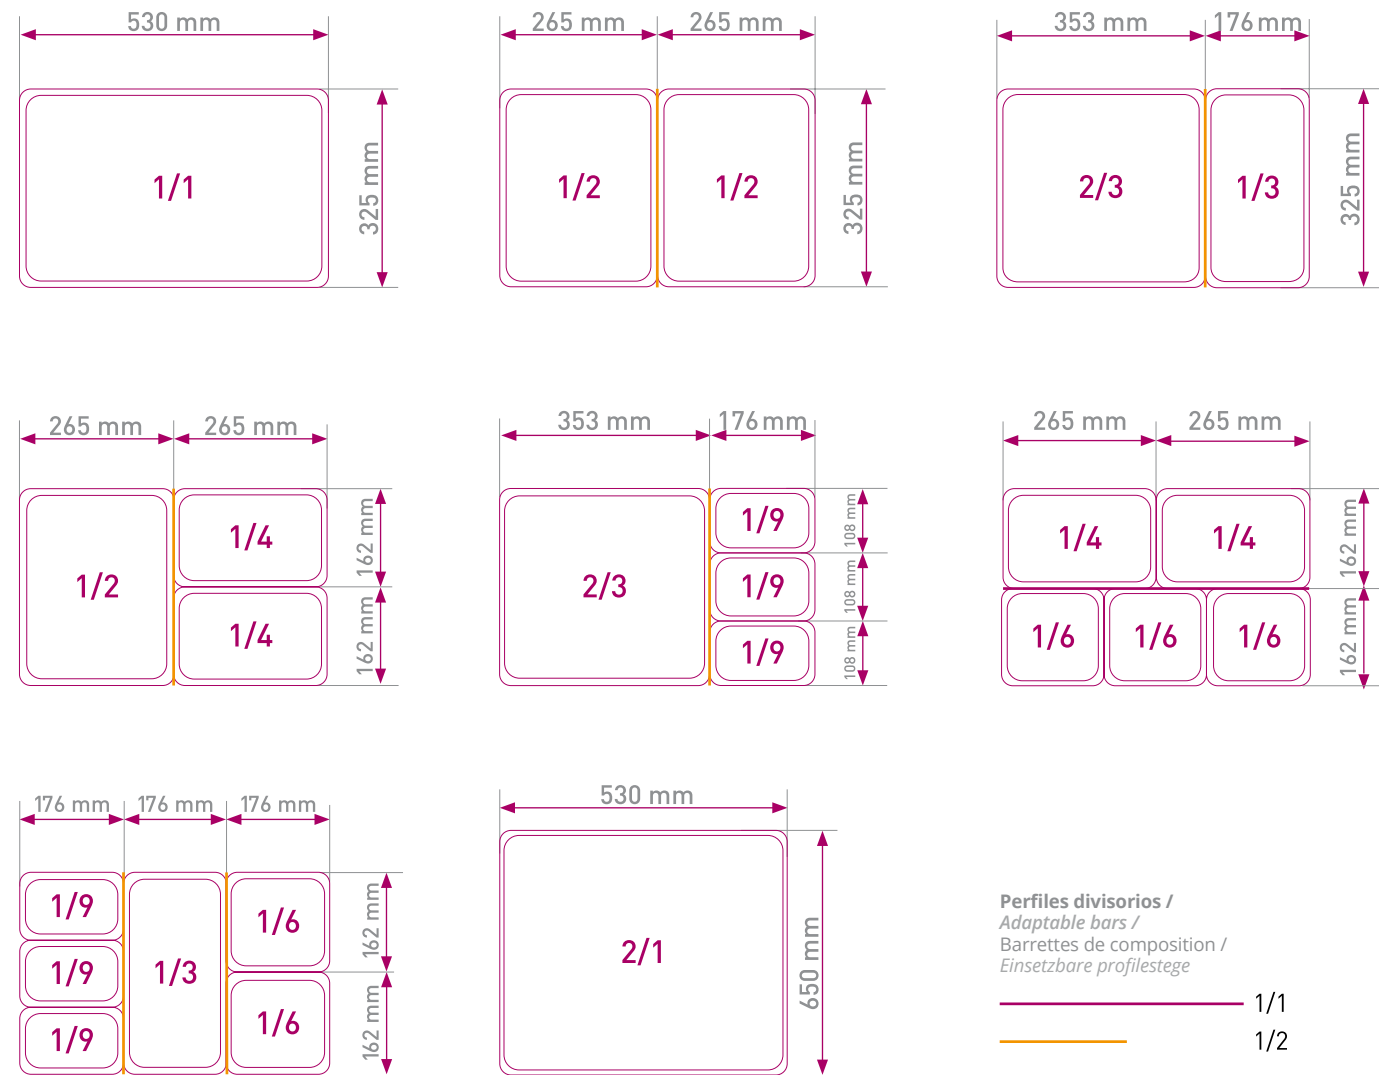 530 mm
1/1
325 mm
265 mm 265 mm
1/2 1/2
325 mm
353 mm 176 mm
2/3 1/3
325 mm
265 mm 265 mm
1/2
1/4
1/4
162 mm
162 mm
353 mm 176 mm
2/3
1/9
1/9
1/9
108 mm
108 mm
108 mm
265 mm 265 mm
1/4 1/4
1/6 1/6 1/6
162 mm
162 mm
176 mm 176 mm 176 mm
1/9
1/9
1/9
1/3
1/6
1/6
162 mm
162 mm
530 mm
2/1
650 mm
Perfiles divisorios /
Adaptable bars /
Barrettes de composition /
Einsetzbare profilestege
1/1
1/2